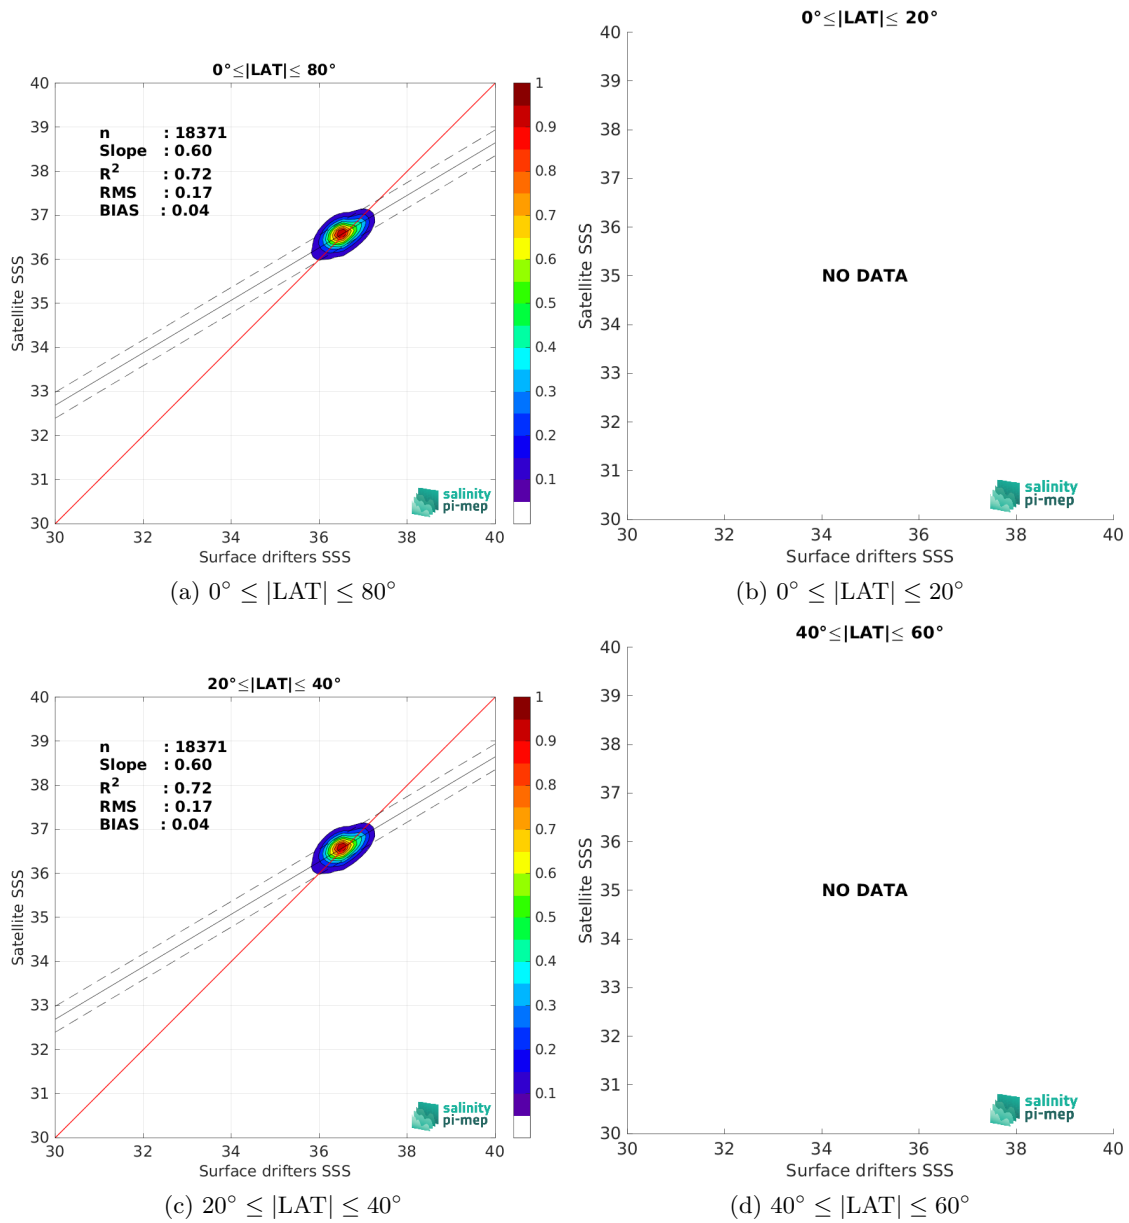 0°≤|LAT|≤ 80°
40
39
38
37
36
35
34
33
32
31
30
30 32 34 36 38 40
Satellite SSS
Surface drifters SSS
n : 18371
Slope : 0.60
R² : 0.72
RMS : 0.17
BIAS : 0.04
1
0.9
0.8
0.7
0.6
0.5
0.4
0.3
0.2
0.1
salinity
pi-mep
(a) 0° ≤ |LAT| ≤ 80°
0°≤|LAT|≤ 20°
40
39
38
37
36
35
34
33
32
31
30
30 32 34 36 38 40
Satellite SSS
Surface drifters SSS
NO DATA
salinity
pi-mep
(b) 0° ≤ |LAT| ≤ 20°
20°≤|LAT|≤ 40°
40
39
38
37
36
35
34
33
32
31
30
30 32 34 36 38 40
Satellite SSS
Surface drifters SSS
n : 18371
Slope : 0.60
R² : 0.72
RMS : 0.17
BIAS : 0.04
1
0.9
0.8
0.7
0.6
0.5
0.4
0.3
0.2
0.1
salinity
pi-mep
(c) 20° ≤ |LAT| ≤ 40°
40°≤|LAT|≤ 60°
40
39
38
37
36
35
34
33
32
31
30
30 32 34 36 38 40
Satellite SSS
Surface drifters SSS
NO DATA
salinity
pi-mep
(d) 40° ≤ |LAT| ≤ 60°